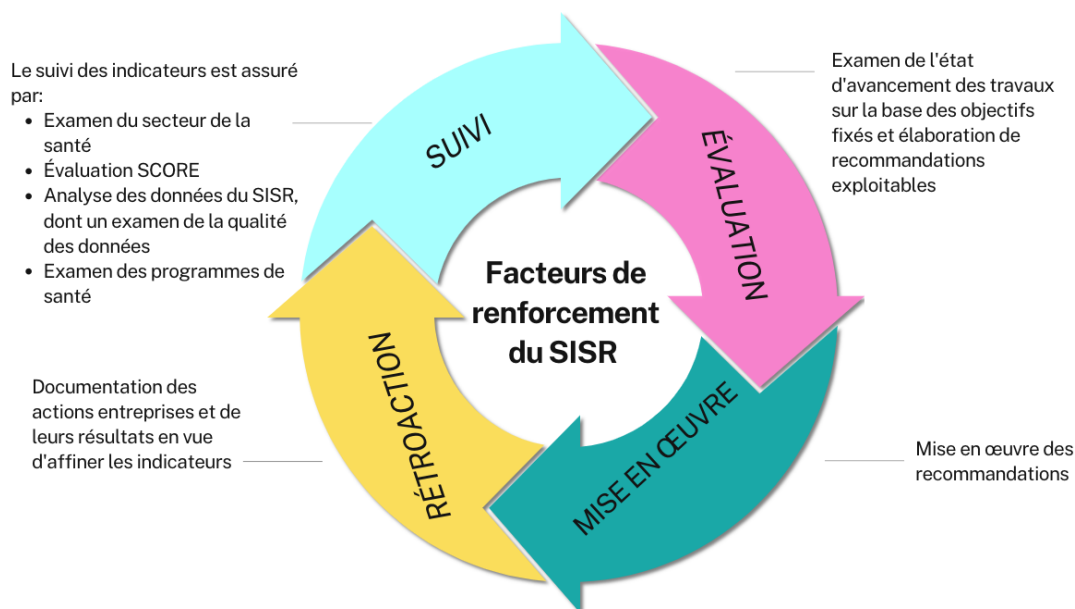 Le suivi des indicateurs est assuré
par:
• Examen du secteur de la
santé
• Évaluation SCORE
• Analyse des données du SISR,
dont un examen de la qualité
des données
• Examen des programmes de
santé
SUIVI
ÉVALUATION
Examen de l'état
d'avancement des travaux
sur la base des objectifs
fixés et élaboration de
recommandations
exploitables
Facteurs de
renforcement
du SISR
MISE EN ŒUVRE
Mise en œuvre des
recommandations
RÉTROACTION
Documentation des
actions entreprises et de
leurs résultats en vue
d'affiner les indicateurs